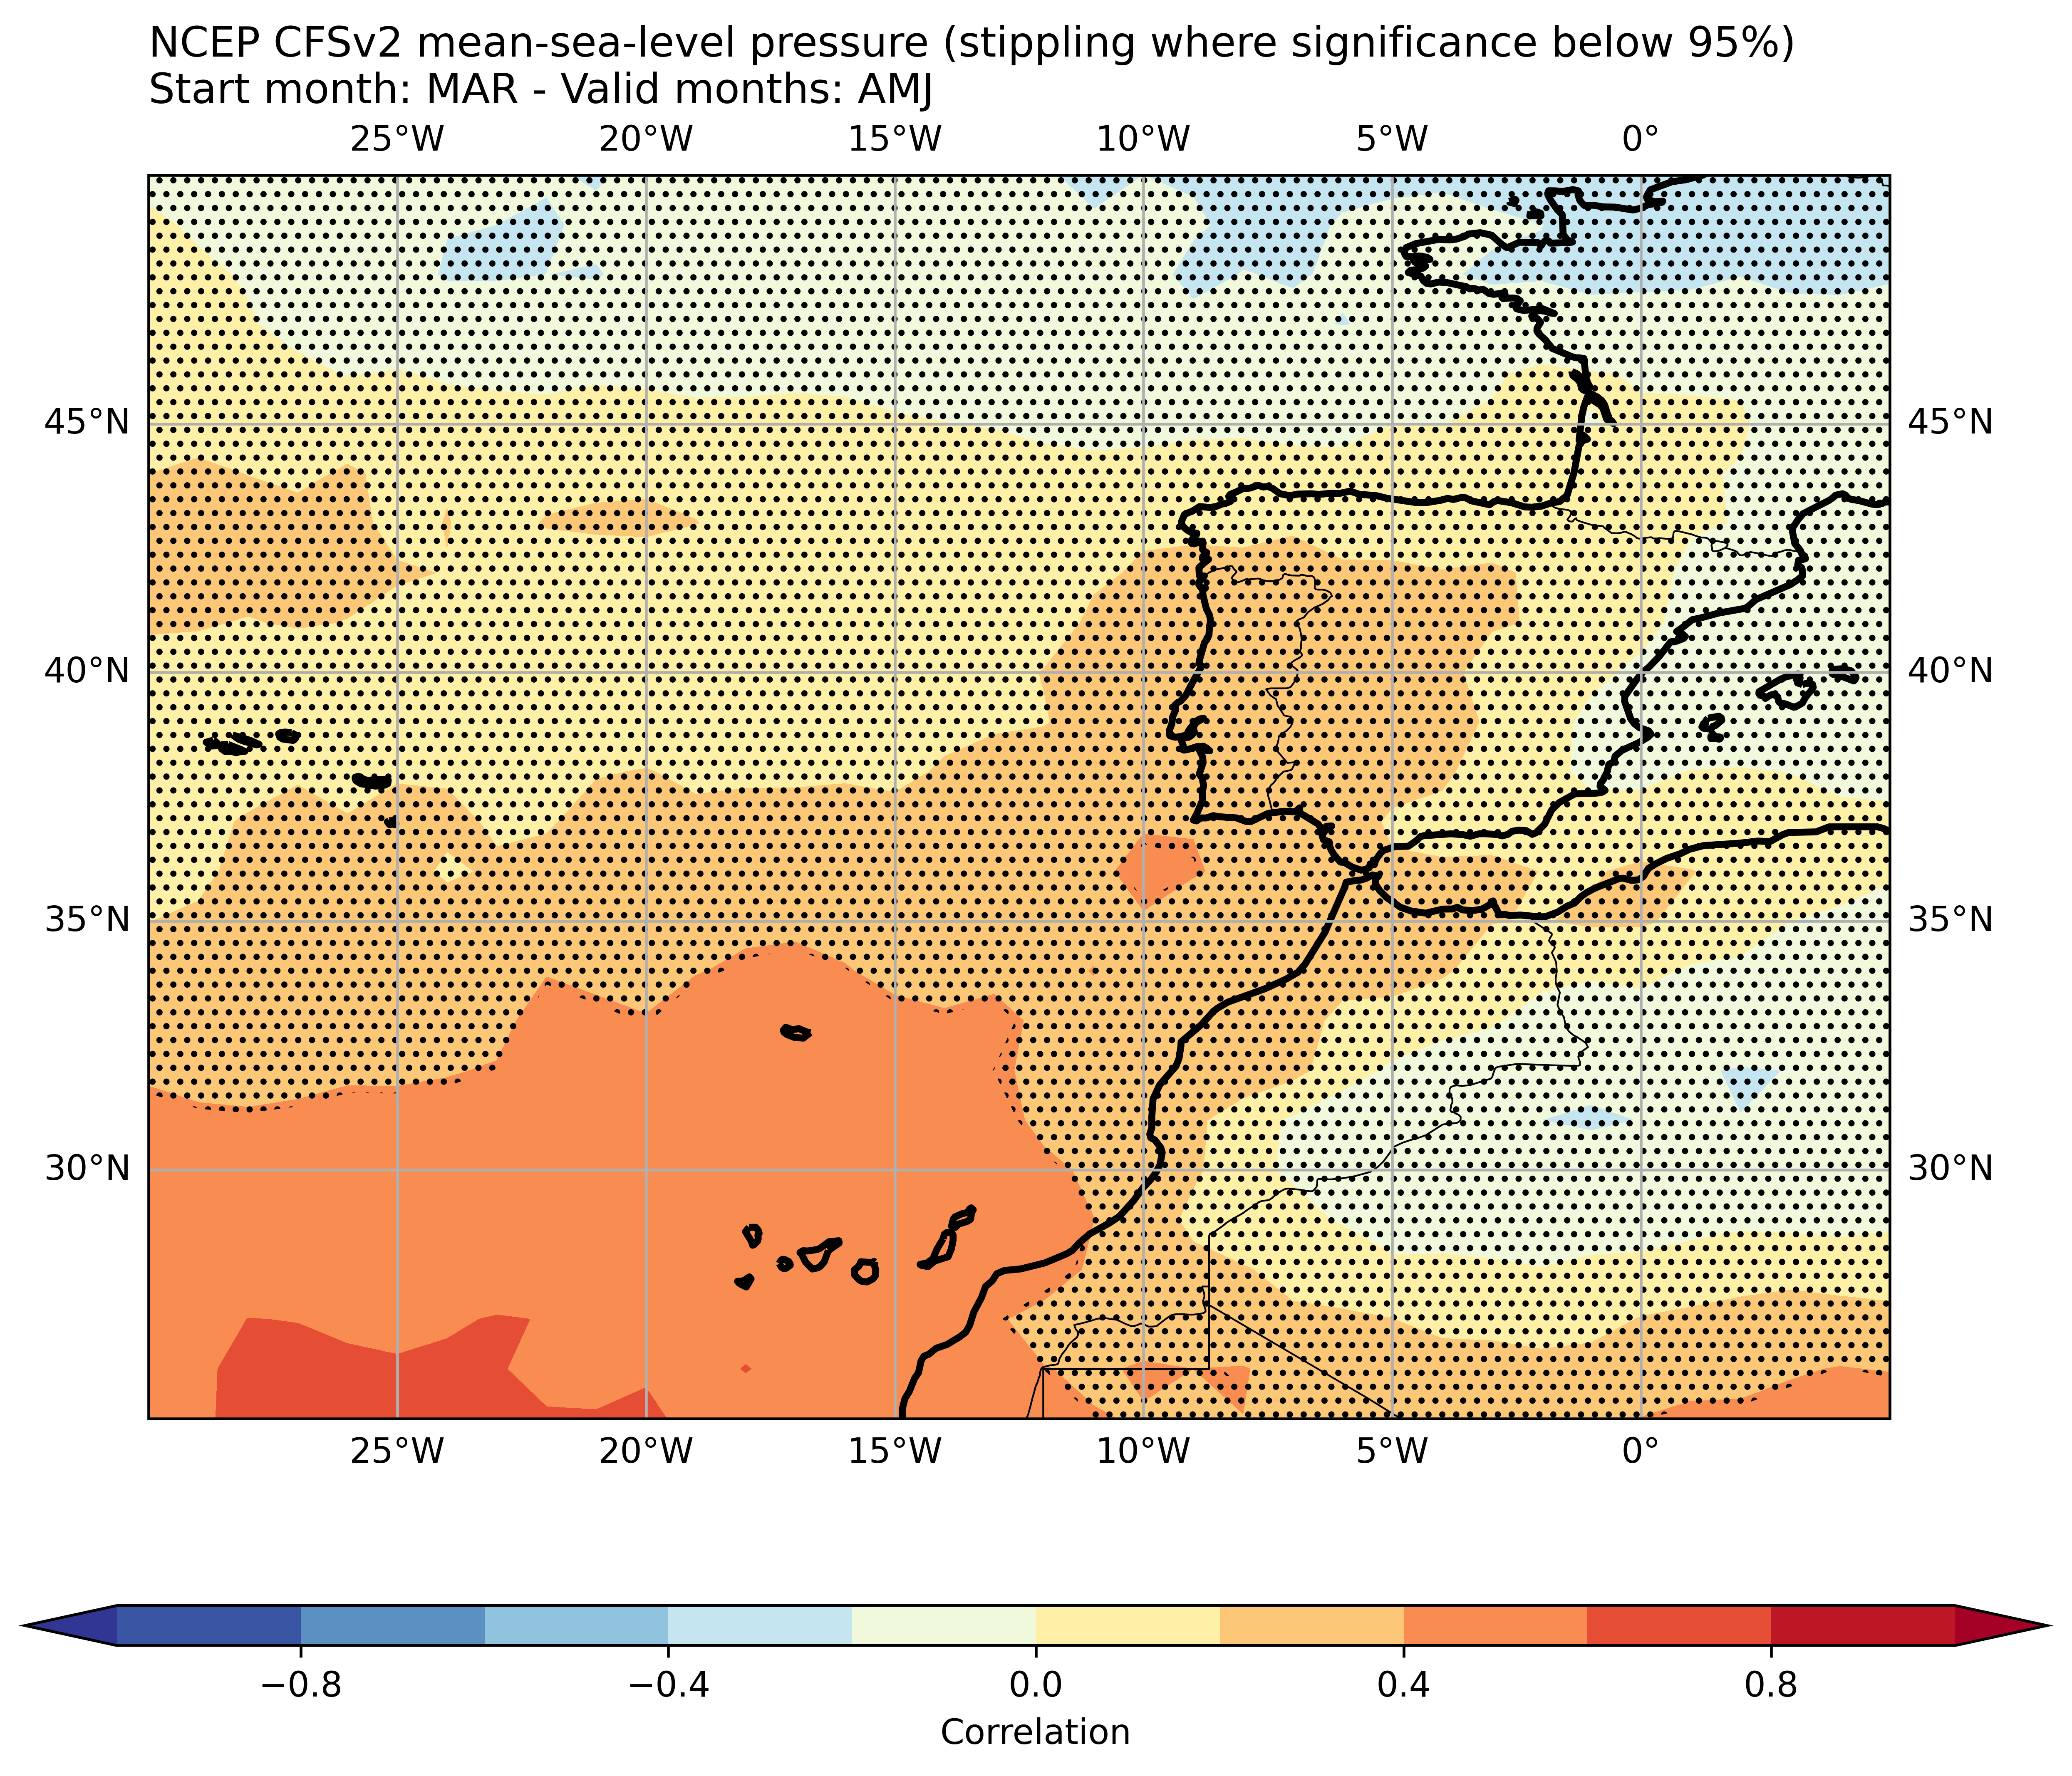 NCEP CFSv2 mean-sea-level pressure (stippling where significance below 95%)
Start month: MAR - Valid months: AMJ
25°W 20°W 15°W 10°W 5°W 0°
45°N 45°N
40°N 40°N
35°N 35°N
30°N 30°N
25°W 20°W 15°W 10°W 5°W 0°
−0.8 −0.4 0.0 0.4 0.8
Correlation